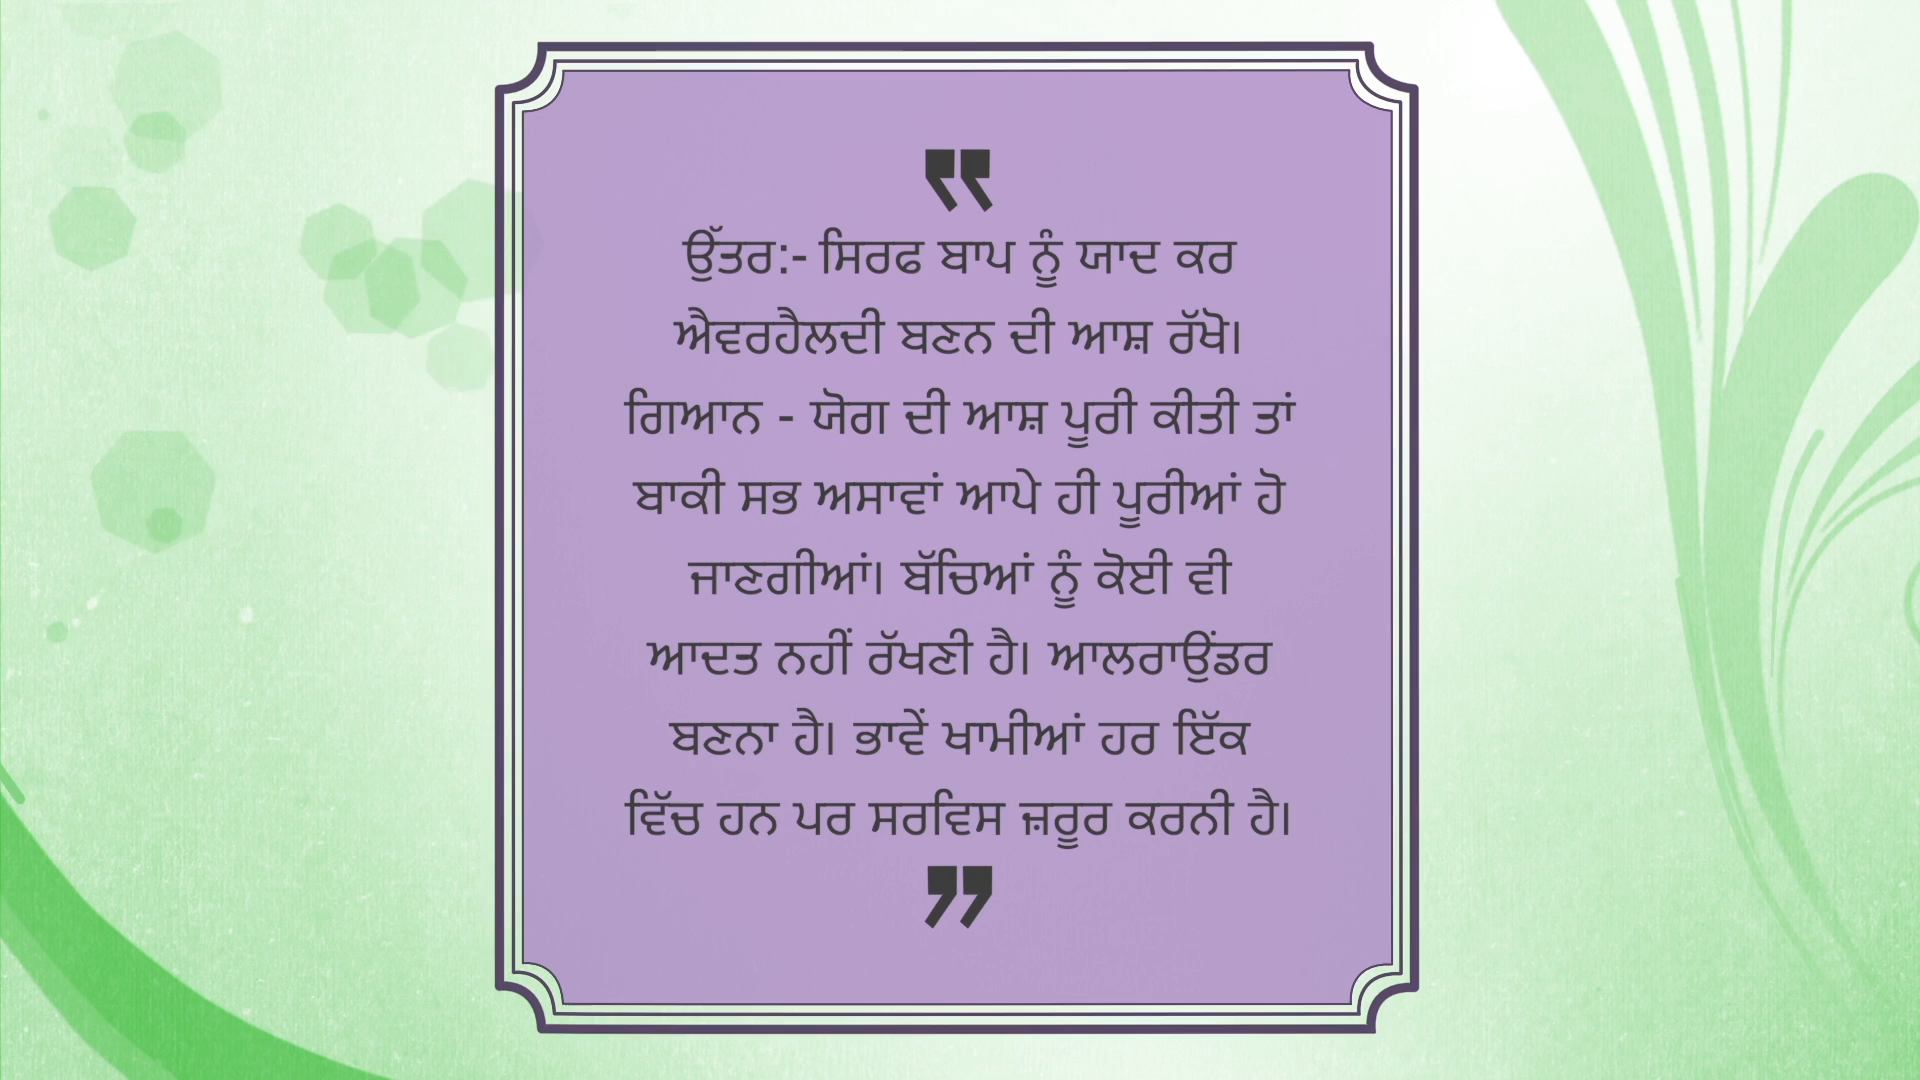 ਉੱਤਰ:- ਸਿਰਫ ਬਾਪ ਨੂੰ ਯਾਦ ਕਰ
ਐਵਰਹੈਲਦੀ ਬਣਨ ਦੀ ਆਸ਼ ਰੱਖੋ।
ਗਿਆਨ - ਯੋਗ ਦੀ ਆਸ਼ ਪੂਰੀ ਕੀਤੀ ਤਾਂ
ਬਾਕੀ ਸਭ ਅਸਾਵਾਂ ਆਪੇ ਹੀ ਪੂਰੀਆਂ ਹੋ
ਜਾਣਗੀਆਂ। ਬੱਚਿਆਂ ਨੂੰ ਕੋਈ ਵੀ
ਆਦਤ ਨਹੀਂ ਰੱਖਣੀ ਹੈ। ਆਲਰਾਉਂਡਰ
ਬਣਨਾ ਹੈ। ਭਾਵੇਂ ਖਾਮੀਆਂ ਹਰ ਇੱਕ
ਵਿੱਚ ਹਨ ਪਰ ਸਰਵਿਸ ਜ਼ਰੂਰ ਕਰਨੀ ਹੈ।